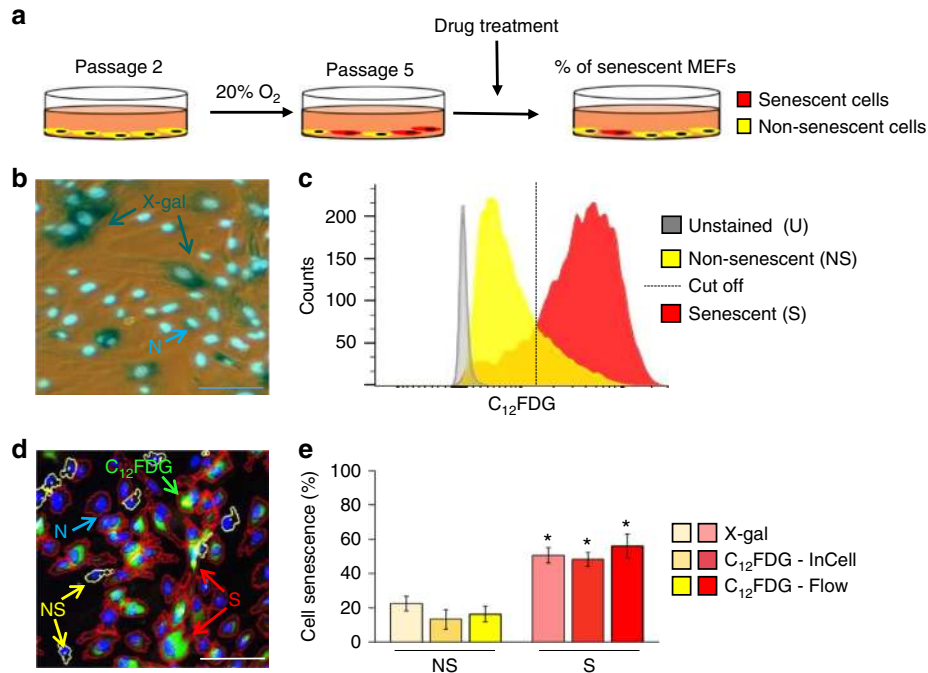 a
Drug treatment
Passage 2
20% O₂
Passage 5
% of senescent MEFs
Senescent cells
Non-senescent cells
b
X-gal
N
c
200
150
100
50
Counts
C₁₂FDG
Unstained (U)
Non-senescent (NS)
Cut off
Senescent (S)
d
C₁₂FDG
N
NS
S
e
100
80
60
40
20
0
Cell senescence (%)
* * *
NS
S
X-gal
C₁₂FDG - InCell
C₁₂FDG - Flow